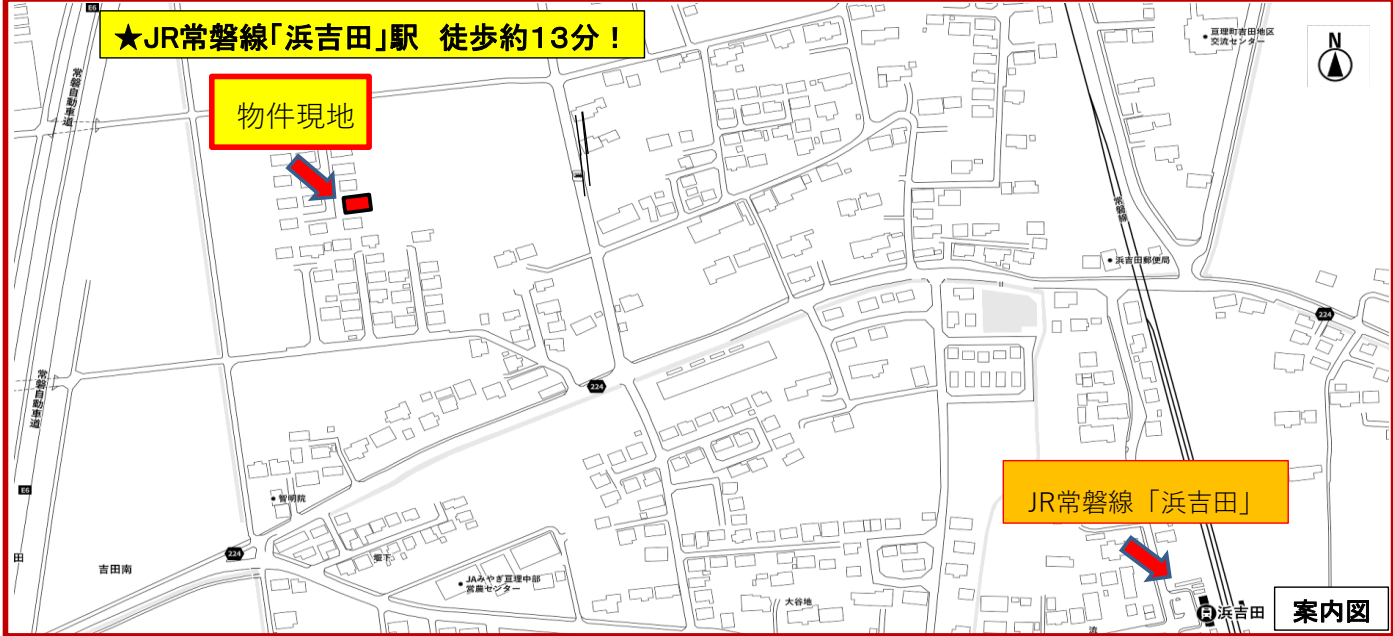 E6
★JR常磐線「浜吉田」駅 徒歩約13分！
亘理町吉田地区
交流センター
N
常磐自動車道
物件現地
常磐線
浜吉田郵便局
224
常磐自動車道
224
E6
智明院
JR常磐線「浜吉田」
224
堰下
田
吉田南
JAみやぎ亘理中部
営農センター
大谷地
浜吉田
案内図
流